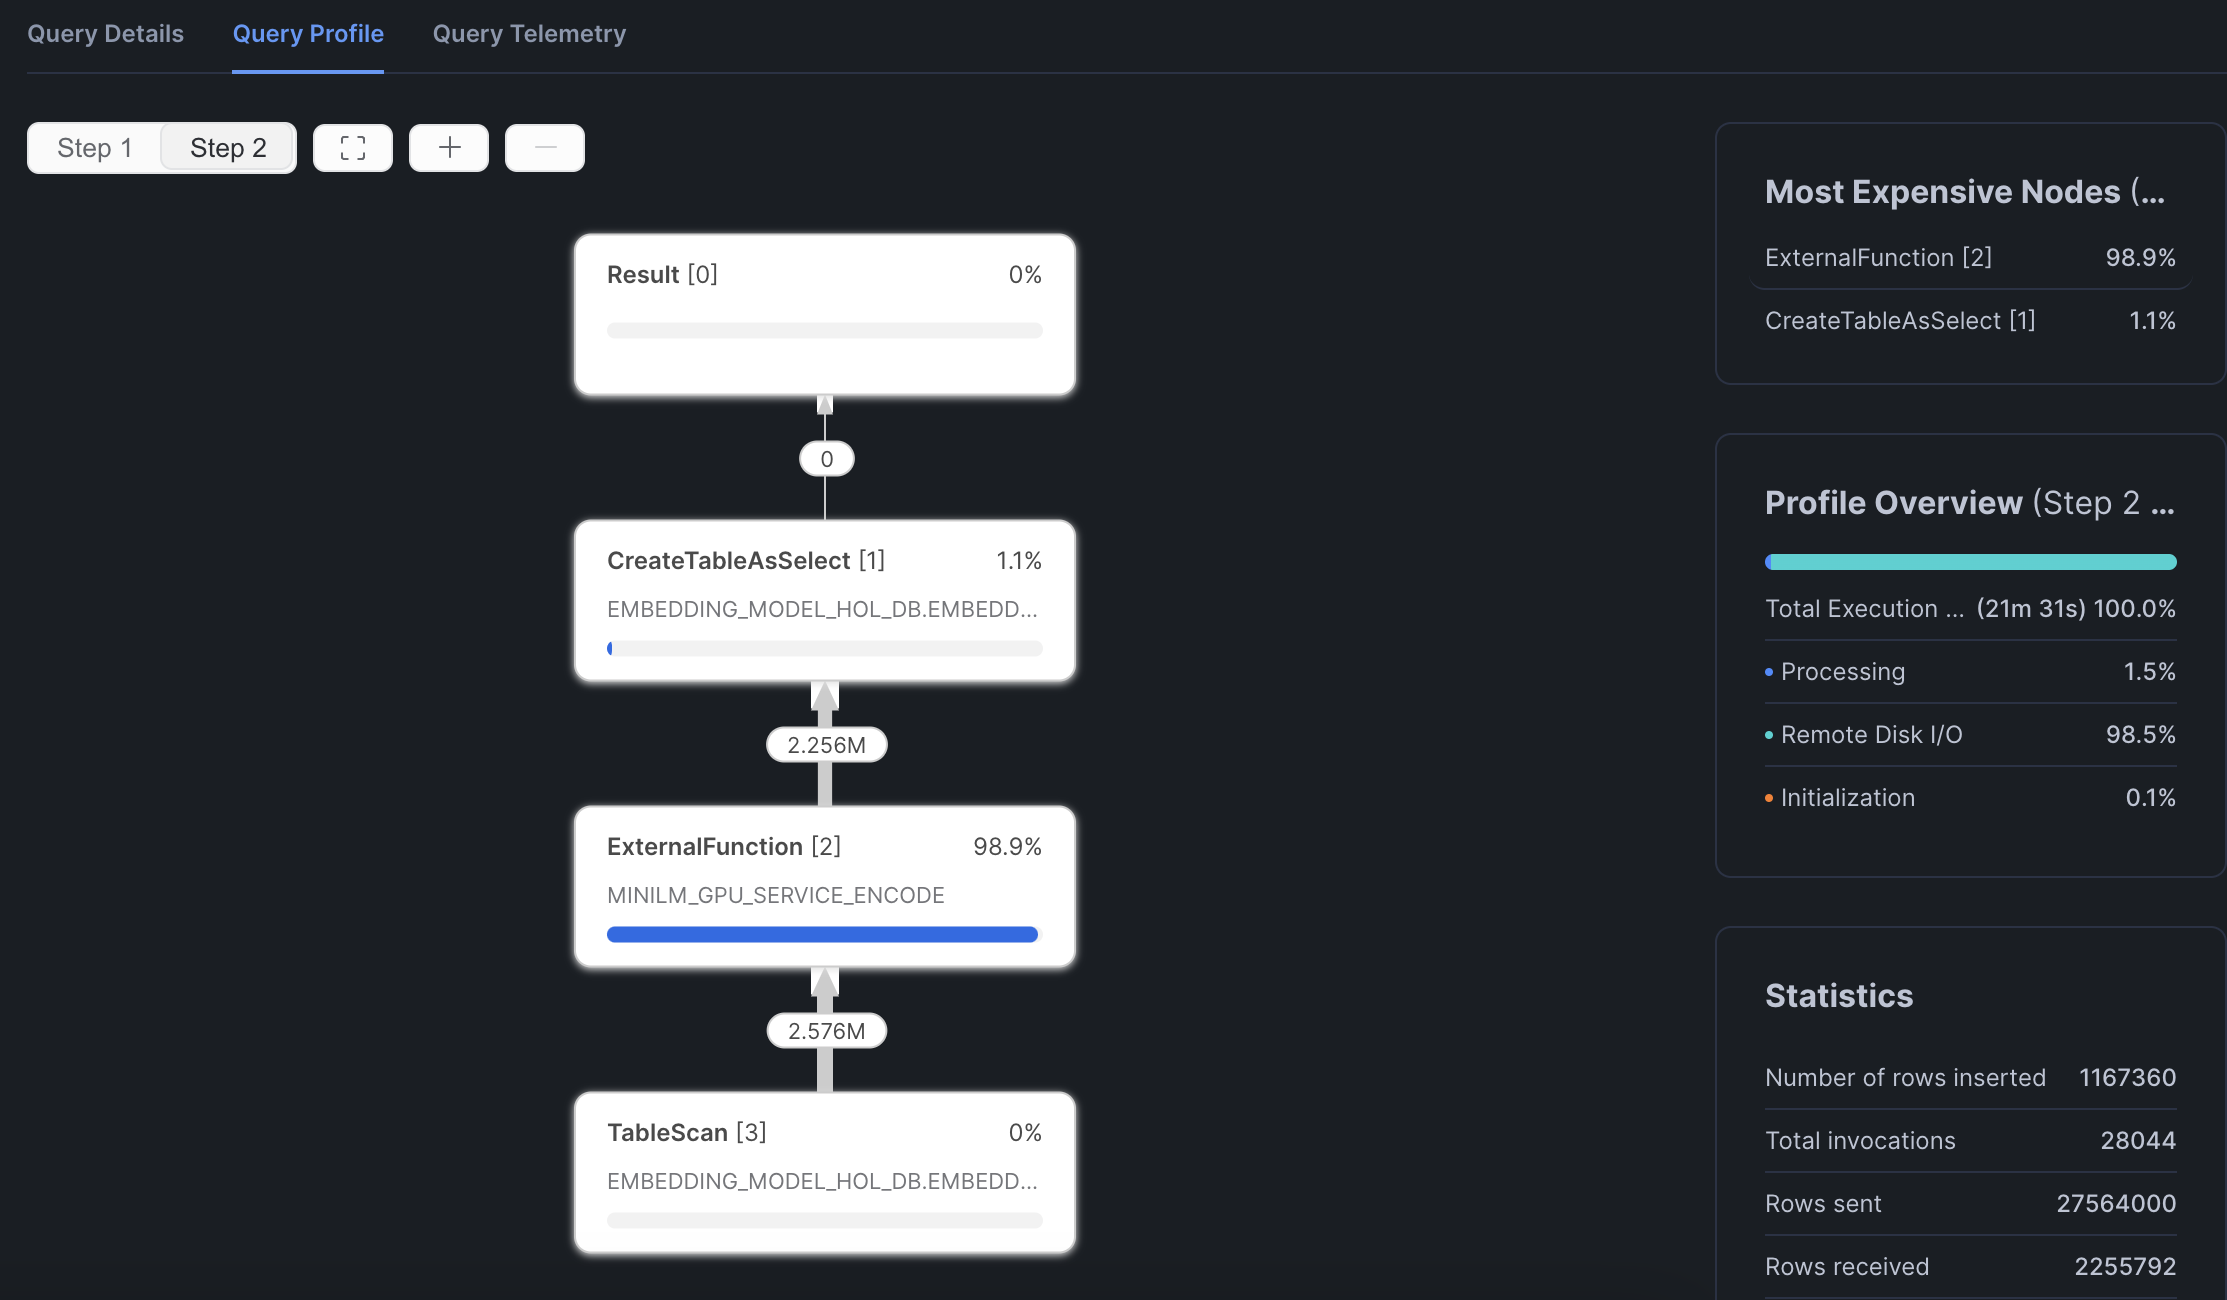 Query Details Query Profile Query Telemetry
Step 1 Step 2
Result [0] 0%
0
CreateTableAsSelect [1] 1.1%
EMBEDDING_MODEL_HOL_DB.EMBEDD...
2.256M
ExternalFunction [2] 98.9%
MINILM_GPU_SERVICE_ENCODE
2.576M
TableScan [3] 0%
EMBEDDING_MODEL_HOL_DB.EMBEDD...
Most Expensive Nodes (...
ExternalFunction [2] 98.9%
CreateTableAsSelect [1] 1.1%
Profile Overview (Step 2 ...
Total Execution ... (21m 31s) 100.0%
Processing 1.5%
Remote Disk I/O 98.5%
Initialization 0.1%
Statistics
Number of rows inserted 1167360
Total invocations 28044
Rows sent 27564000
Rows received 2255792